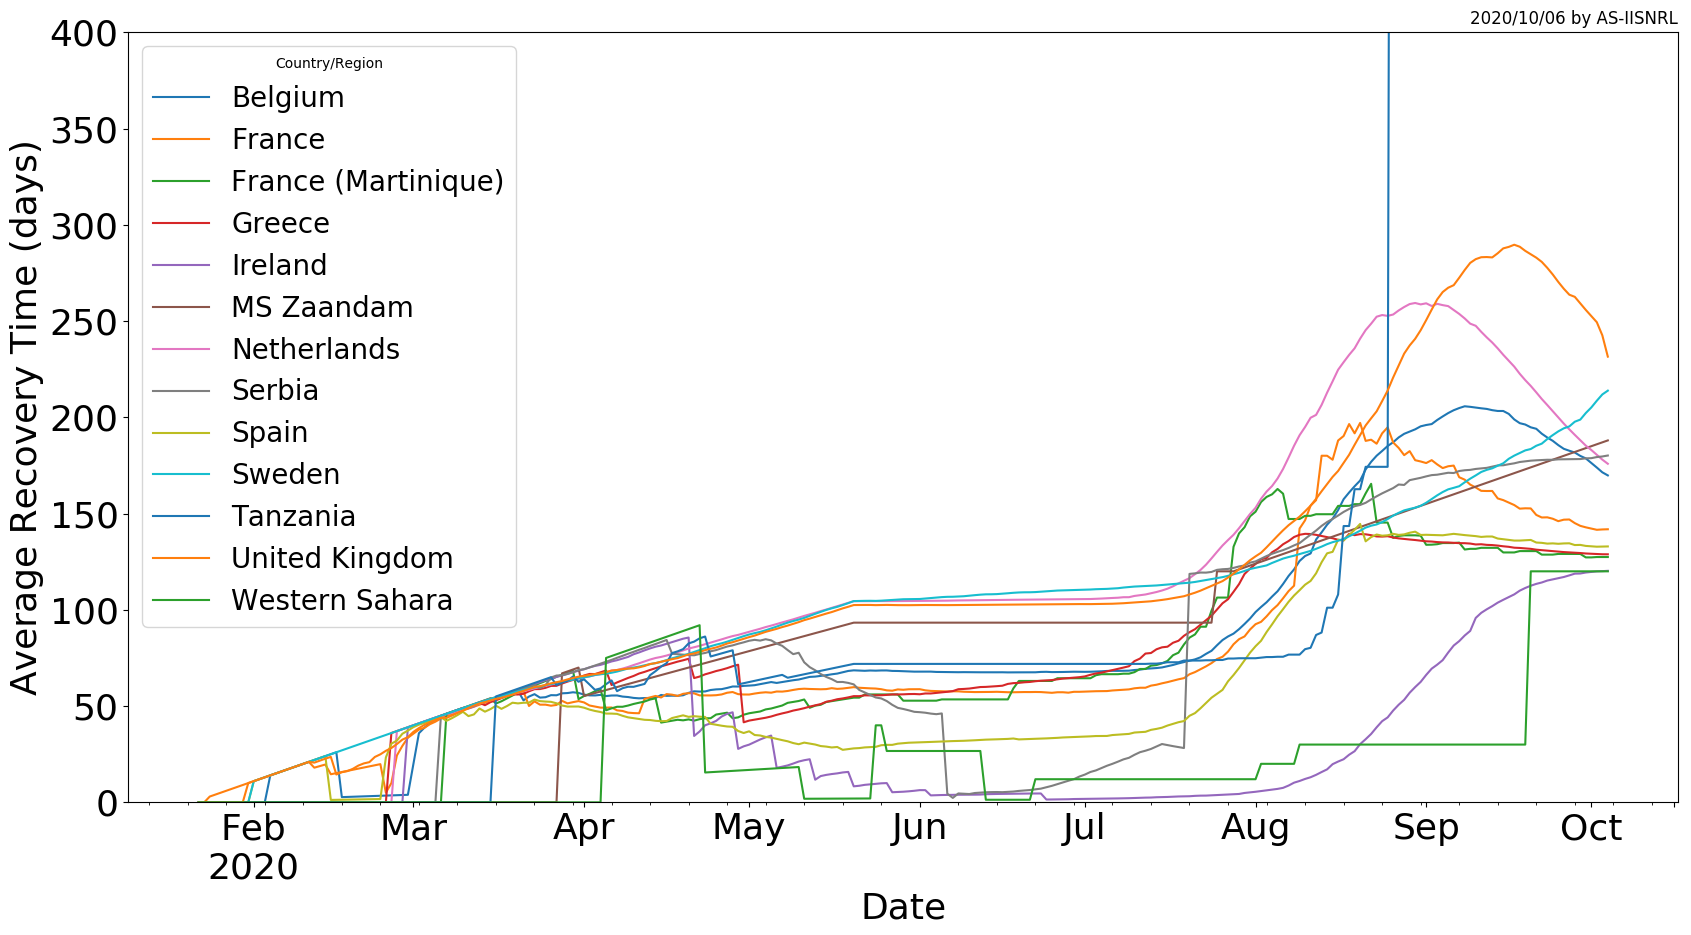 2020/10/06 by AS-IISNRL
400
350
300
250
200
150
100
50
0
Average Recovery Time (days)
Country/Region
Belgium
France
France (Martinique)
Greece
Ireland
MS Zaandam
Netherlands
Serbia
Spain
Sweden
Tanzania
United Kingdom
Western Sahara
Feb Mar Apr May Jun Jul Aug Sep Oct
2020
Date